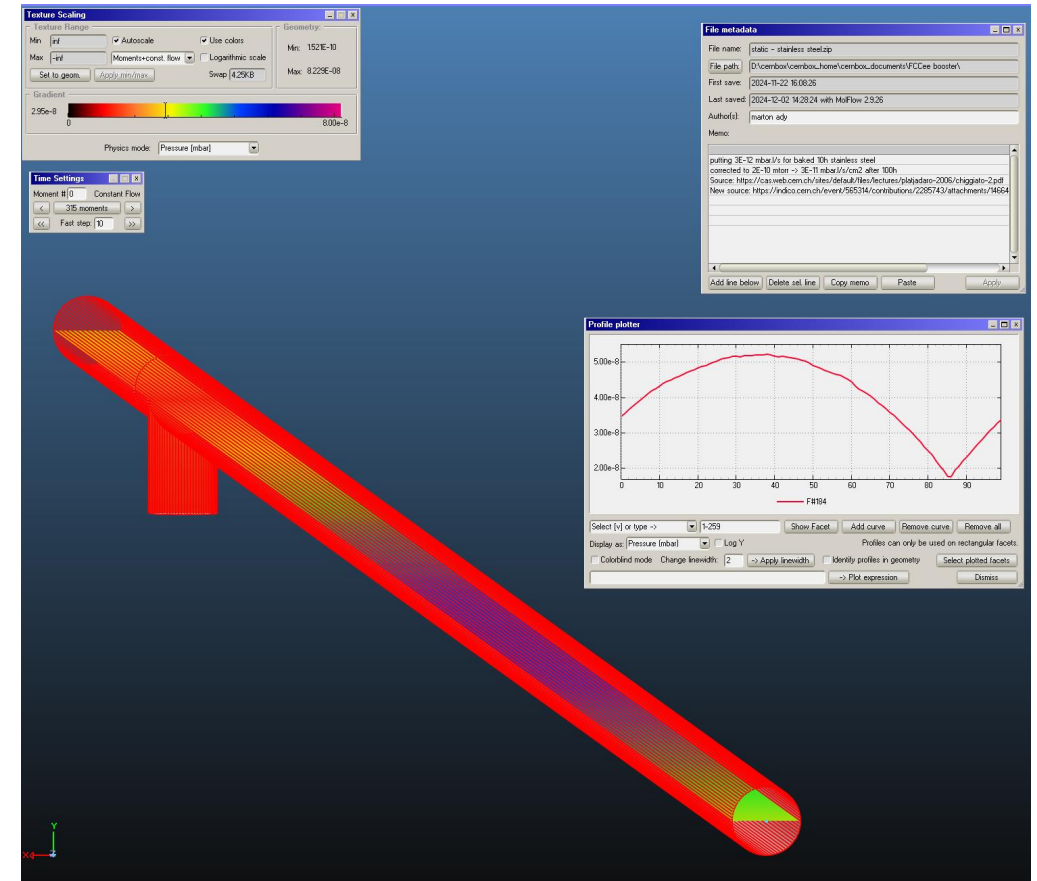 Texture Scaling
Texture Range
Min inf Autoscale Use colors
Max -inf Moments+const. flow Logarithmic scale
Set to geom. Apply min/max Swap 4.25KB
Geometry:
Min: 1.521E-10
Max: 8.229E-08
Gradient
2.95e-8
0 8.00e-8
Physics mode: Pressure [mbar]
Time Settings
Moment # 0 Constant Flow
< 315 moments >
<< Fast step: 10 >>
File metadata
File name: static - stainless steel.zip
File path: D:\cernbox\cernbox_home\cernbox_documents\FCCee booster\
First save: 2024-11-22 16:08:26
Last saved: 2024-12-02 14:28:24 with MolFlow 2.9.26
Author(s): marton ady
Memo:
putting 3E-12 mbar.l/s for baked 10h stainless steel
corrected to 2E-10 mtorr -> 3E-11 mbar.l/s/cm2 after 100h
Source: https://cas.web.cern.ch/sites/default/files/lectures/platjadaro-2006/chiggiato-2.pdf
New source: https://indico.cern.ch/event/565314/contributions/2285743/attachments/14664
Add line below Delete sel. line Copy memo Paste Apply
Profile plotter
5.00e-8
4.00e-8
3.00e-8
2.00e-8
0 10 20 30 40 50 60 70 80 90
F#184
Select [v] or type -> 1-259 Show Facet Add curve Remove curve Remove all
Display as: Pressure (mbar) Log Y Profiles can only be used on rectangular facets.
Colorblind mode Change linewidth: 2 -> Apply linewidth Identify profiles in geometry Select plotted facets
-> Plot expression Dismiss
Y
X Z